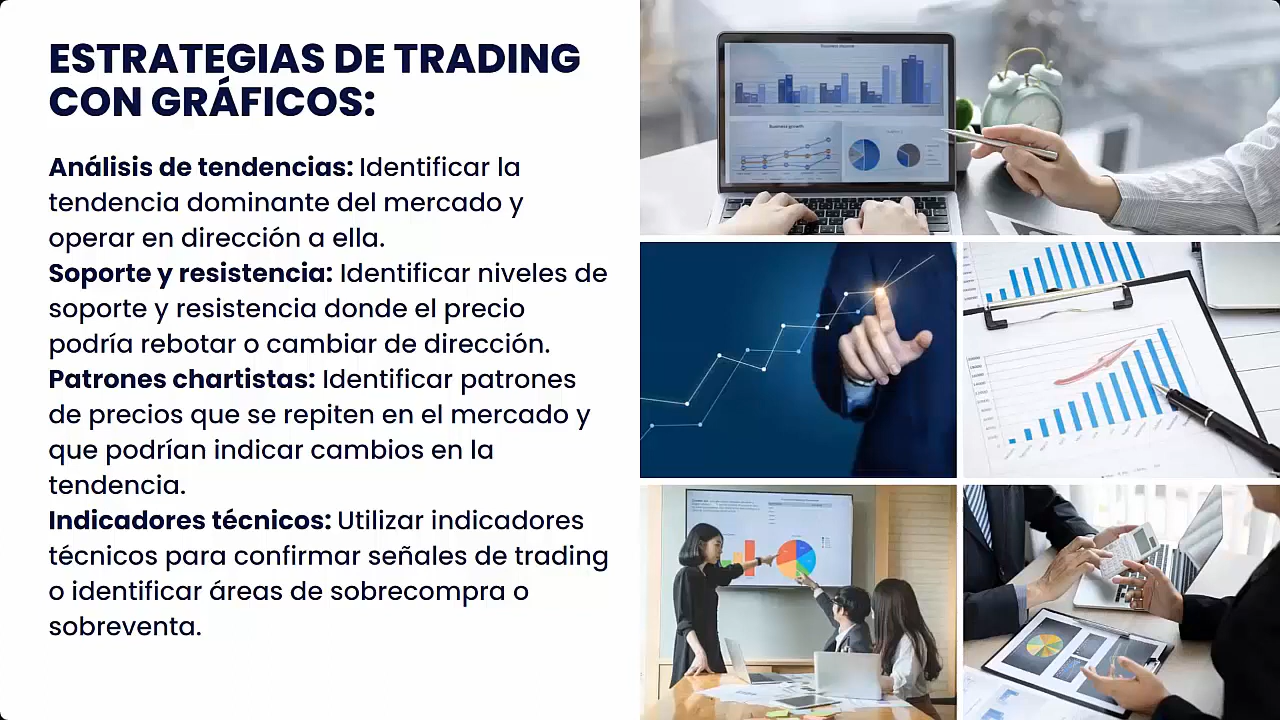 ESTRATEGIAS DE TRADING
CON GRÁFICOS:
Análisis de tendencias: Identificar la
tendencia dominante del mercado y
operar en dirección a ella.
Soporte y resistencia: Identificar niveles de
soporte y resistencia donde el precio
podría rebotar o cambiar de dirección.
Patrones chartistas: Identificar patrones
de precios que se repiten en el mercado y
que podrían indicar cambios en la
tendencia.
Indicadores técnicos: Utilizar indicadores
técnicos para confirmar señales de trading
o identificar áreas de sobrecompra o
sobreventa.
Business growth